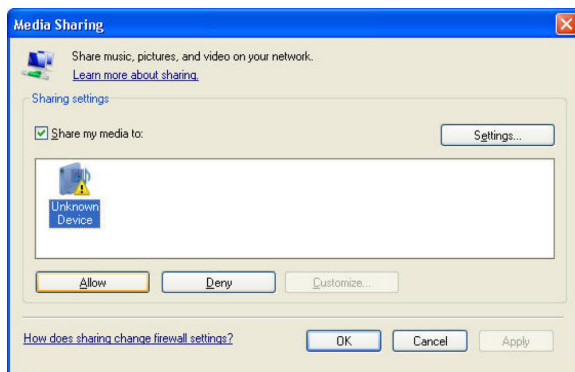 Media Sharing
Share music, pictures, and video on your network.
Learn more about sharing.
Sharing settings
Share my media to:
Settings...
Unknown
Device
Allow
Deny
Customize...
How does sharing change firewall settings?
OK
Cancel
Apply